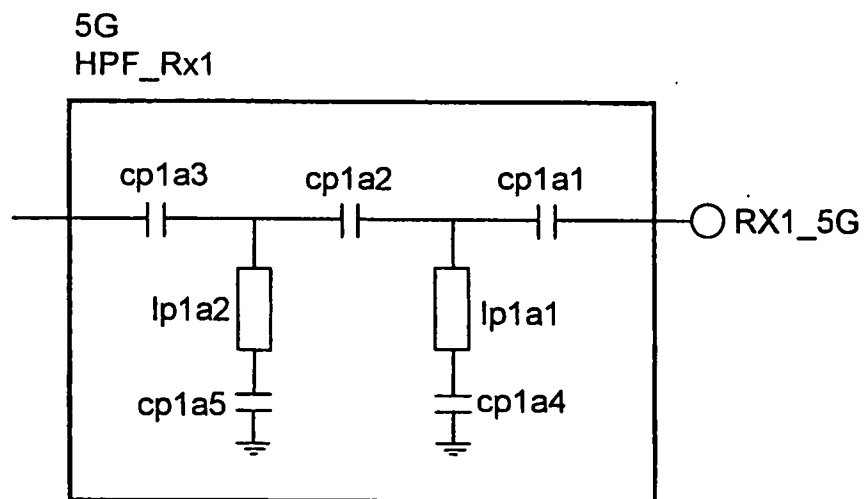 5G
HPF_Rx1
cp1a3
cp1a2
cp1a1
RX1_5G
lp1a2
lp1a1
cp1a5
cp1a4